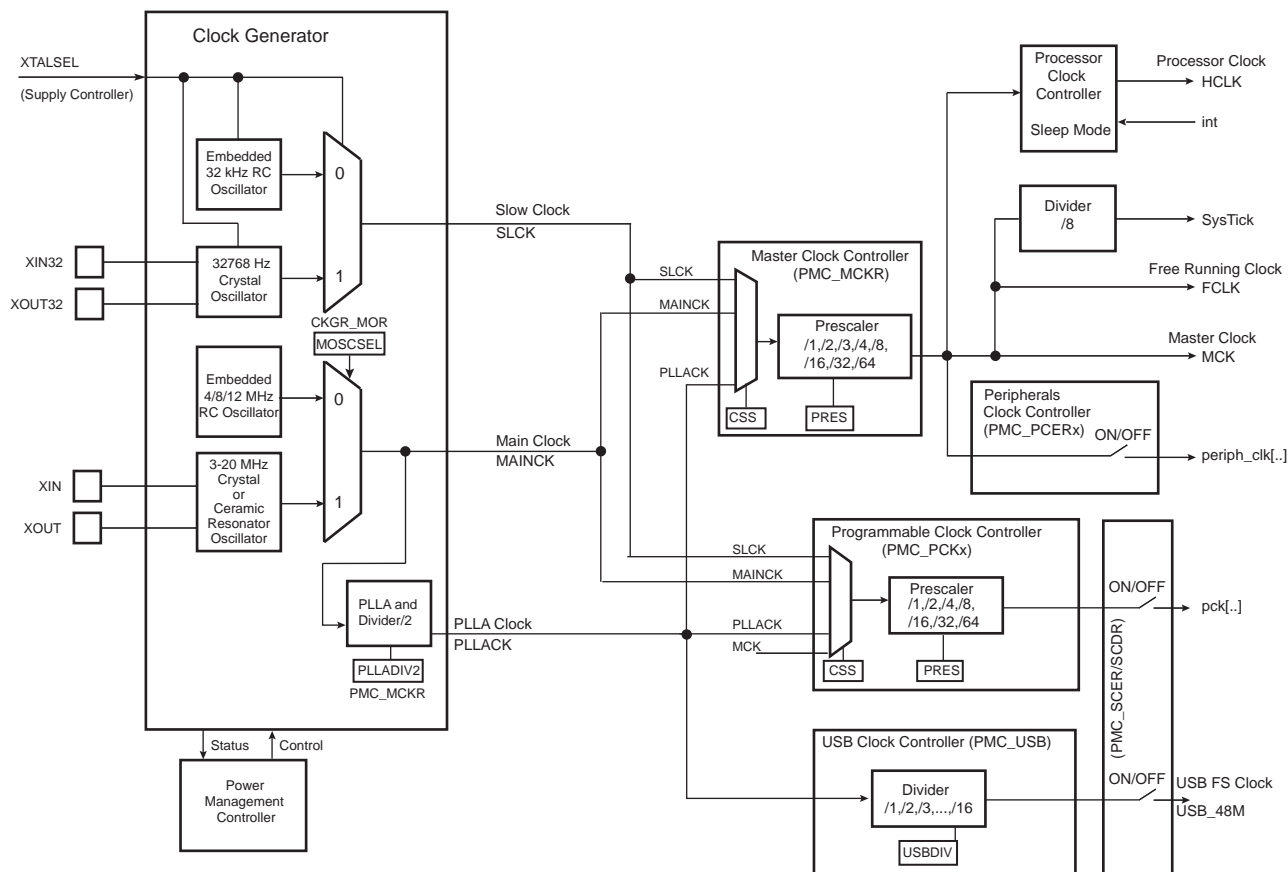 Clock Generator
XTALSEL
(Supply Controller)
Embedded
32 kHz RC
Oscillator
0
XIN32
XOUT32
32768 Hz
Crystal
Oscillator
1
Slow Clock
SLCK
CKGR_MOR
MOSCSEL
Embedded
4/8/12 MHz
RC Oscillator
0
XIN
XOUT
3-20 MHz
Crystal
or
Ceramic
Resonator
Oscillator
1
Main Clock
MAINCK
PLLA and
Divider/2
PLLADIV2
PMC_MCKR
PLLA Clock
PLLACK
Status
Control
Power
Management
Controller
Master Clock Controller
(PMC_MCKR)
SLCK
MAINCK
PLLACK
Prescaler
/1,/2,/3,/4,/8,
/16,/32,/64
CSS
PRES
Processor
Clock
Controller
Sleep Mode
Processor Clock
HCLK
int
Divider
/8
SysTick
Free Running Clock
FCLK
Master Clock
MCK
Peripherals
Clock Controller
(PMC_PCERx)
ON/OFF
periph_clk[..]
Programmable Clock Controller
(PMC_PCKx)
SLCK
MAINCK
PLLACK
MCK
Prescaler
/1,/2,/4,/8,
/16,/32,/64
CSS
PRES
ON/OFF
pck[..]
(PMC_SCER/SCDR)
USB Clock Controller (PMC_USB)
Divider
/1,/2,/3,...,/16
USBDIV
ON/OFF
USB FS Clock
USB_48M